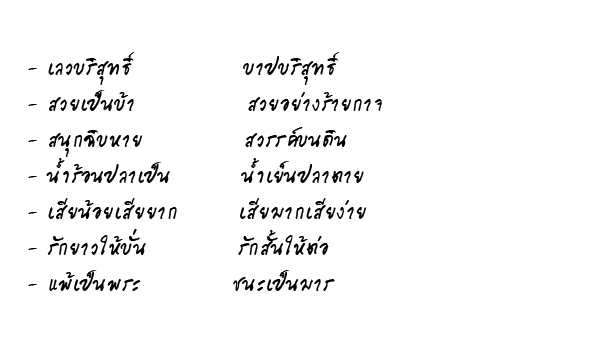 - เลวบริสุทธิ์ บาปบริสุทธิ์
- สวยเป็นบ้า สวยอย่างร้ายกาจ
- สนุกฉิบหาย สวรรค์บนดิน
- น้ำร้อนปลาเป็น น้ำเย็นปลาตาย
- เสียน้อยเสียยาก เสียมากเสียง่าย
- รักยาวให้บั่น รักสั้นให้ต่อ
- แพ้เป็นพระ ชนะเป็นมาร